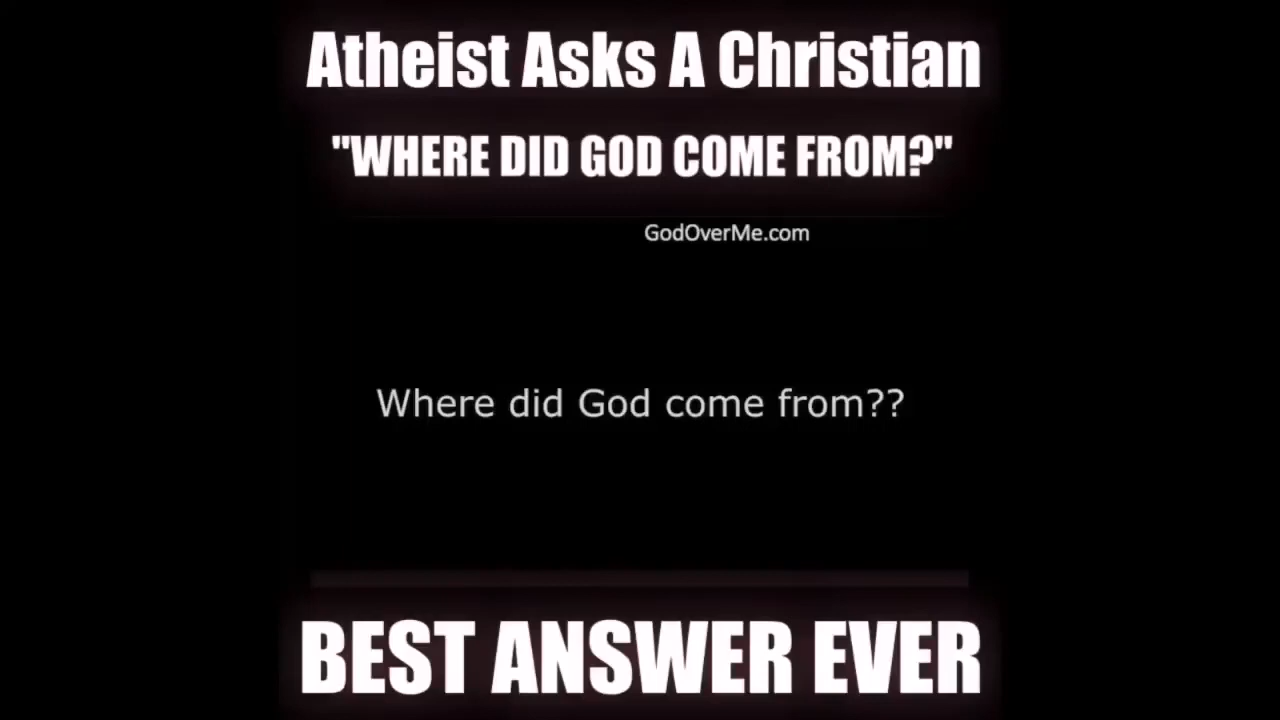 Atheist Asks A Christian
"WHERE DID GOD COME FROM?"
GodOverMe.com
Where did God come from??
BEST ANSWER EVER